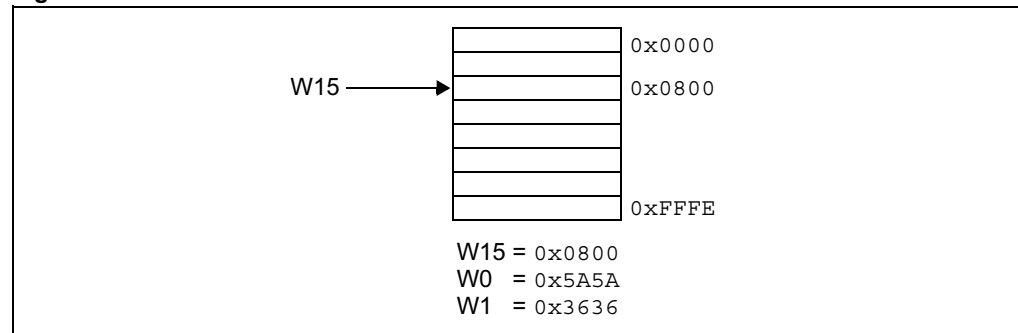 0x0000
W15 0x0800
0xFFFE
W15 = 0x0800
W0 = 0x5A5A
W1 = 0x3636